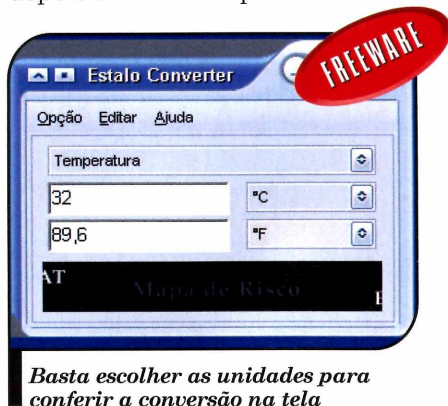 FREEWARE
Estalo Converter
Opção Editar Ajuda
Temperatura
32 °C
89,6 °F
AT
Mapa de Risco
E
Basta escolher as unidades para
conferir a conversão na tela